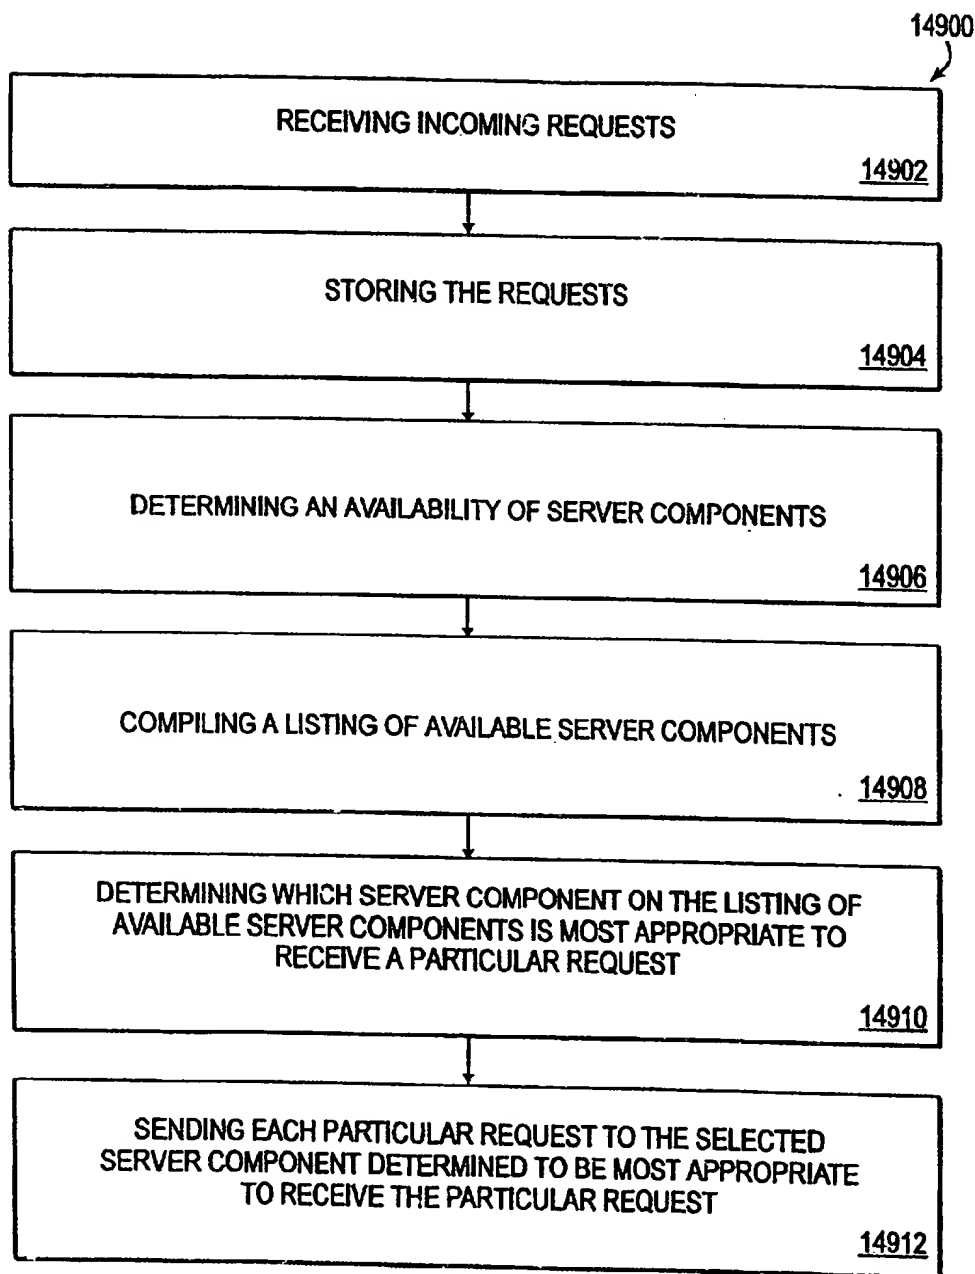 14900
RECEIVING INCOMING REQUESTS
14902
STORING THE REQUESTS
14904
DETERMINING AN AVAILABILITY OF SERVER COMPONENTS
14906
COMPILING A LISTING OF AVAILABLE SERVER COMPONENTS
14908
DETERMINING WHICH SERVER COMPONENT ON THE LISTING OF
AVAILABLE SERVER COMPONENTS IS MOST APPROPRIATE TO
RECEIVE A PARTICULAR REQUEST
14910
SENDING EACH PARTICULAR REQUEST TO THE SELECTED
SERVER COMPONENT DETERMINED TO BE MOST APPROPRIATE
TO RECEIVE THE PARTICULAR REQUEST
14912